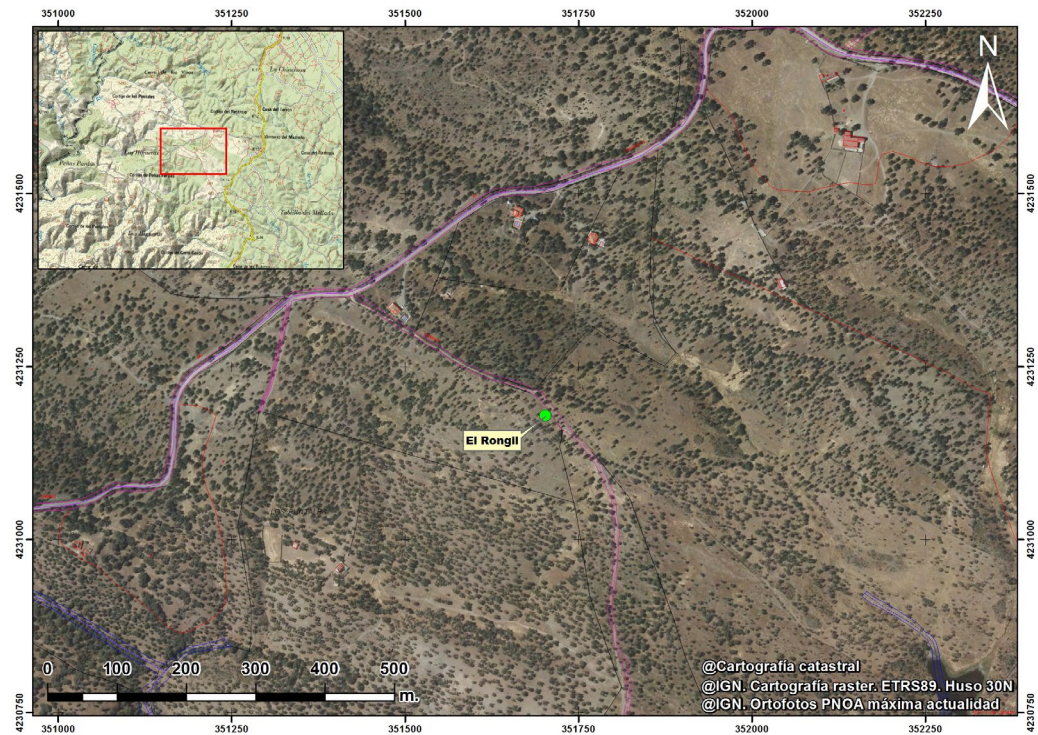 351000 351250 351500 351750 352000 352250
N
4231500 4231500
4231250 4231250
El Rongil
4231000 4231000
0 100 200 300 400 500
m.
@Cartografía catastral
@IGN. Cartografía raster. ETRS89. Huso 30N
@IGN. Ortofotos PNOA máxima actualidad
4230750 4230750
351000 351250 351500 351750 352000 352250